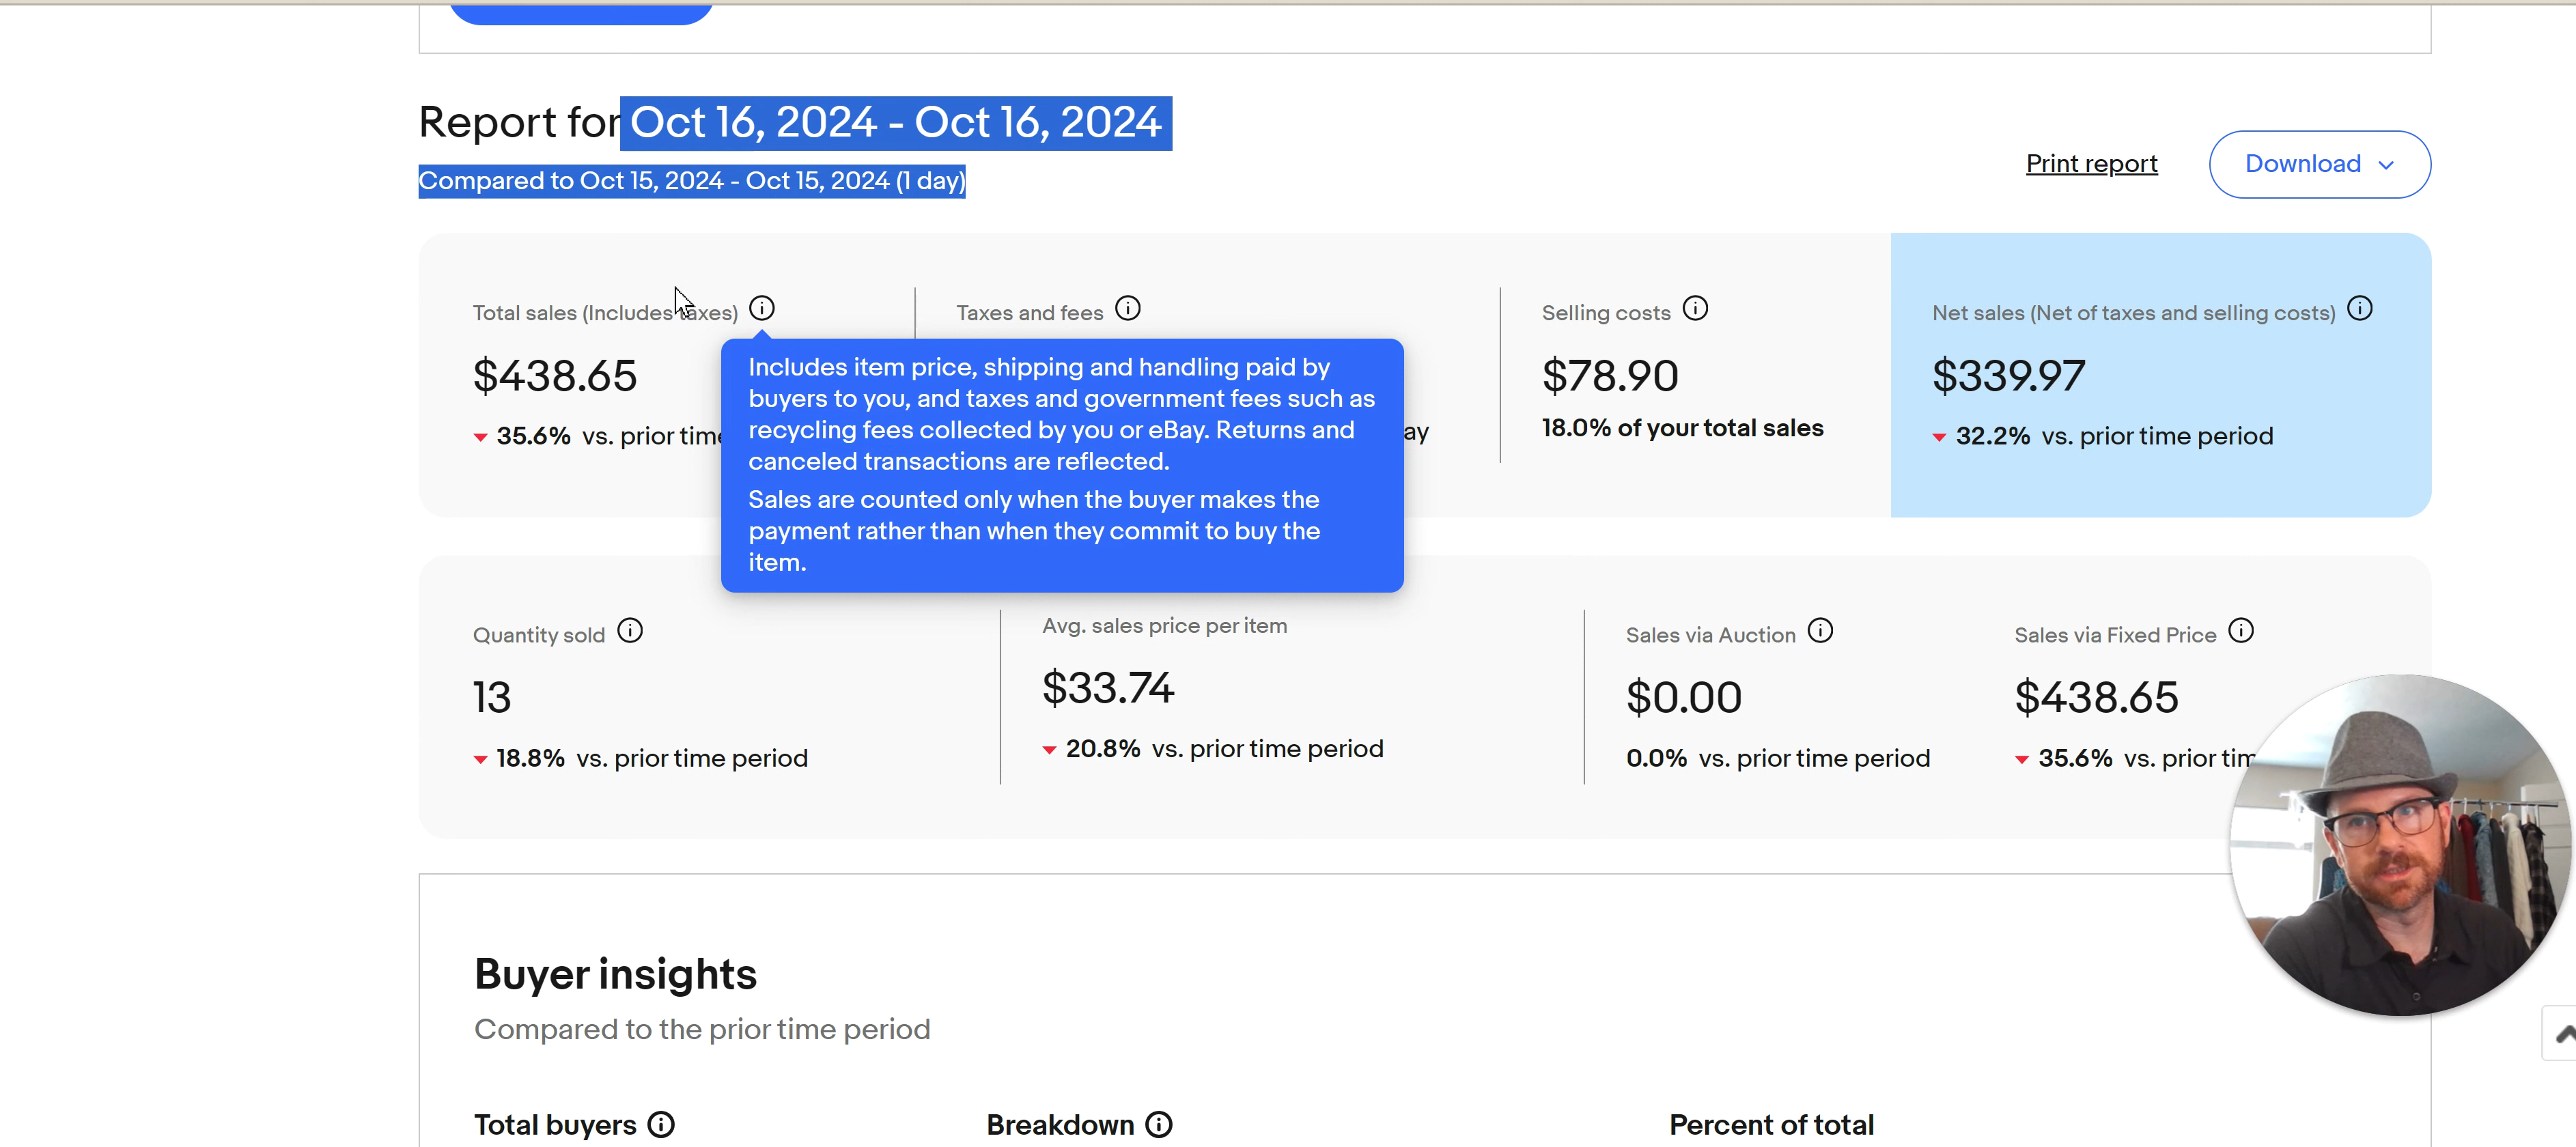 Report for Oct 16, 2024 - Oct 16, 2024
Compared to Oct 15, 2024 - Oct 15, 2024 (1 day)
Print report
Download
Total sales (Includes taxes)
$438.65
35.6% vs. prior time
Taxes and fees
ay
Includes item price, shipping and handling paid by
buyers to you, and taxes and government fees such as
recycling fees collected by you or eBay. Returns and
canceled transactions are reflected.
Sales are counted only when the buyer makes the
payment rather than when they commit to buy the
item.
Selling costs
$78.90
18.0% of your total sales
Net sales (Net of taxes and selling costs)
$339.97
32.2% vs. prior time period
Quantity sold
13
18.8% vs. prior time period
Avg. sales price per item
$33.74
20.8% vs. prior time period
Sales via Auction
$0.00
0.0% vs. prior time period
Sales via Fixed Price
$438.65
35.6% vs. prior tim
Buyer insights
Compared to the prior time period
Total buyers
Breakdown
Percent of total